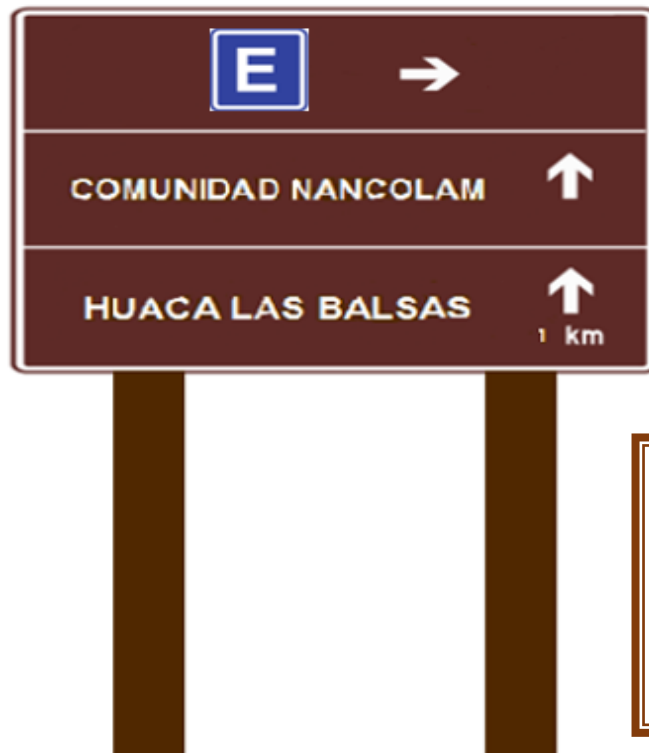 E →
COMUNIDAD NANCOLAM ↑
HUACA LAS BALSAS ↑
1 km